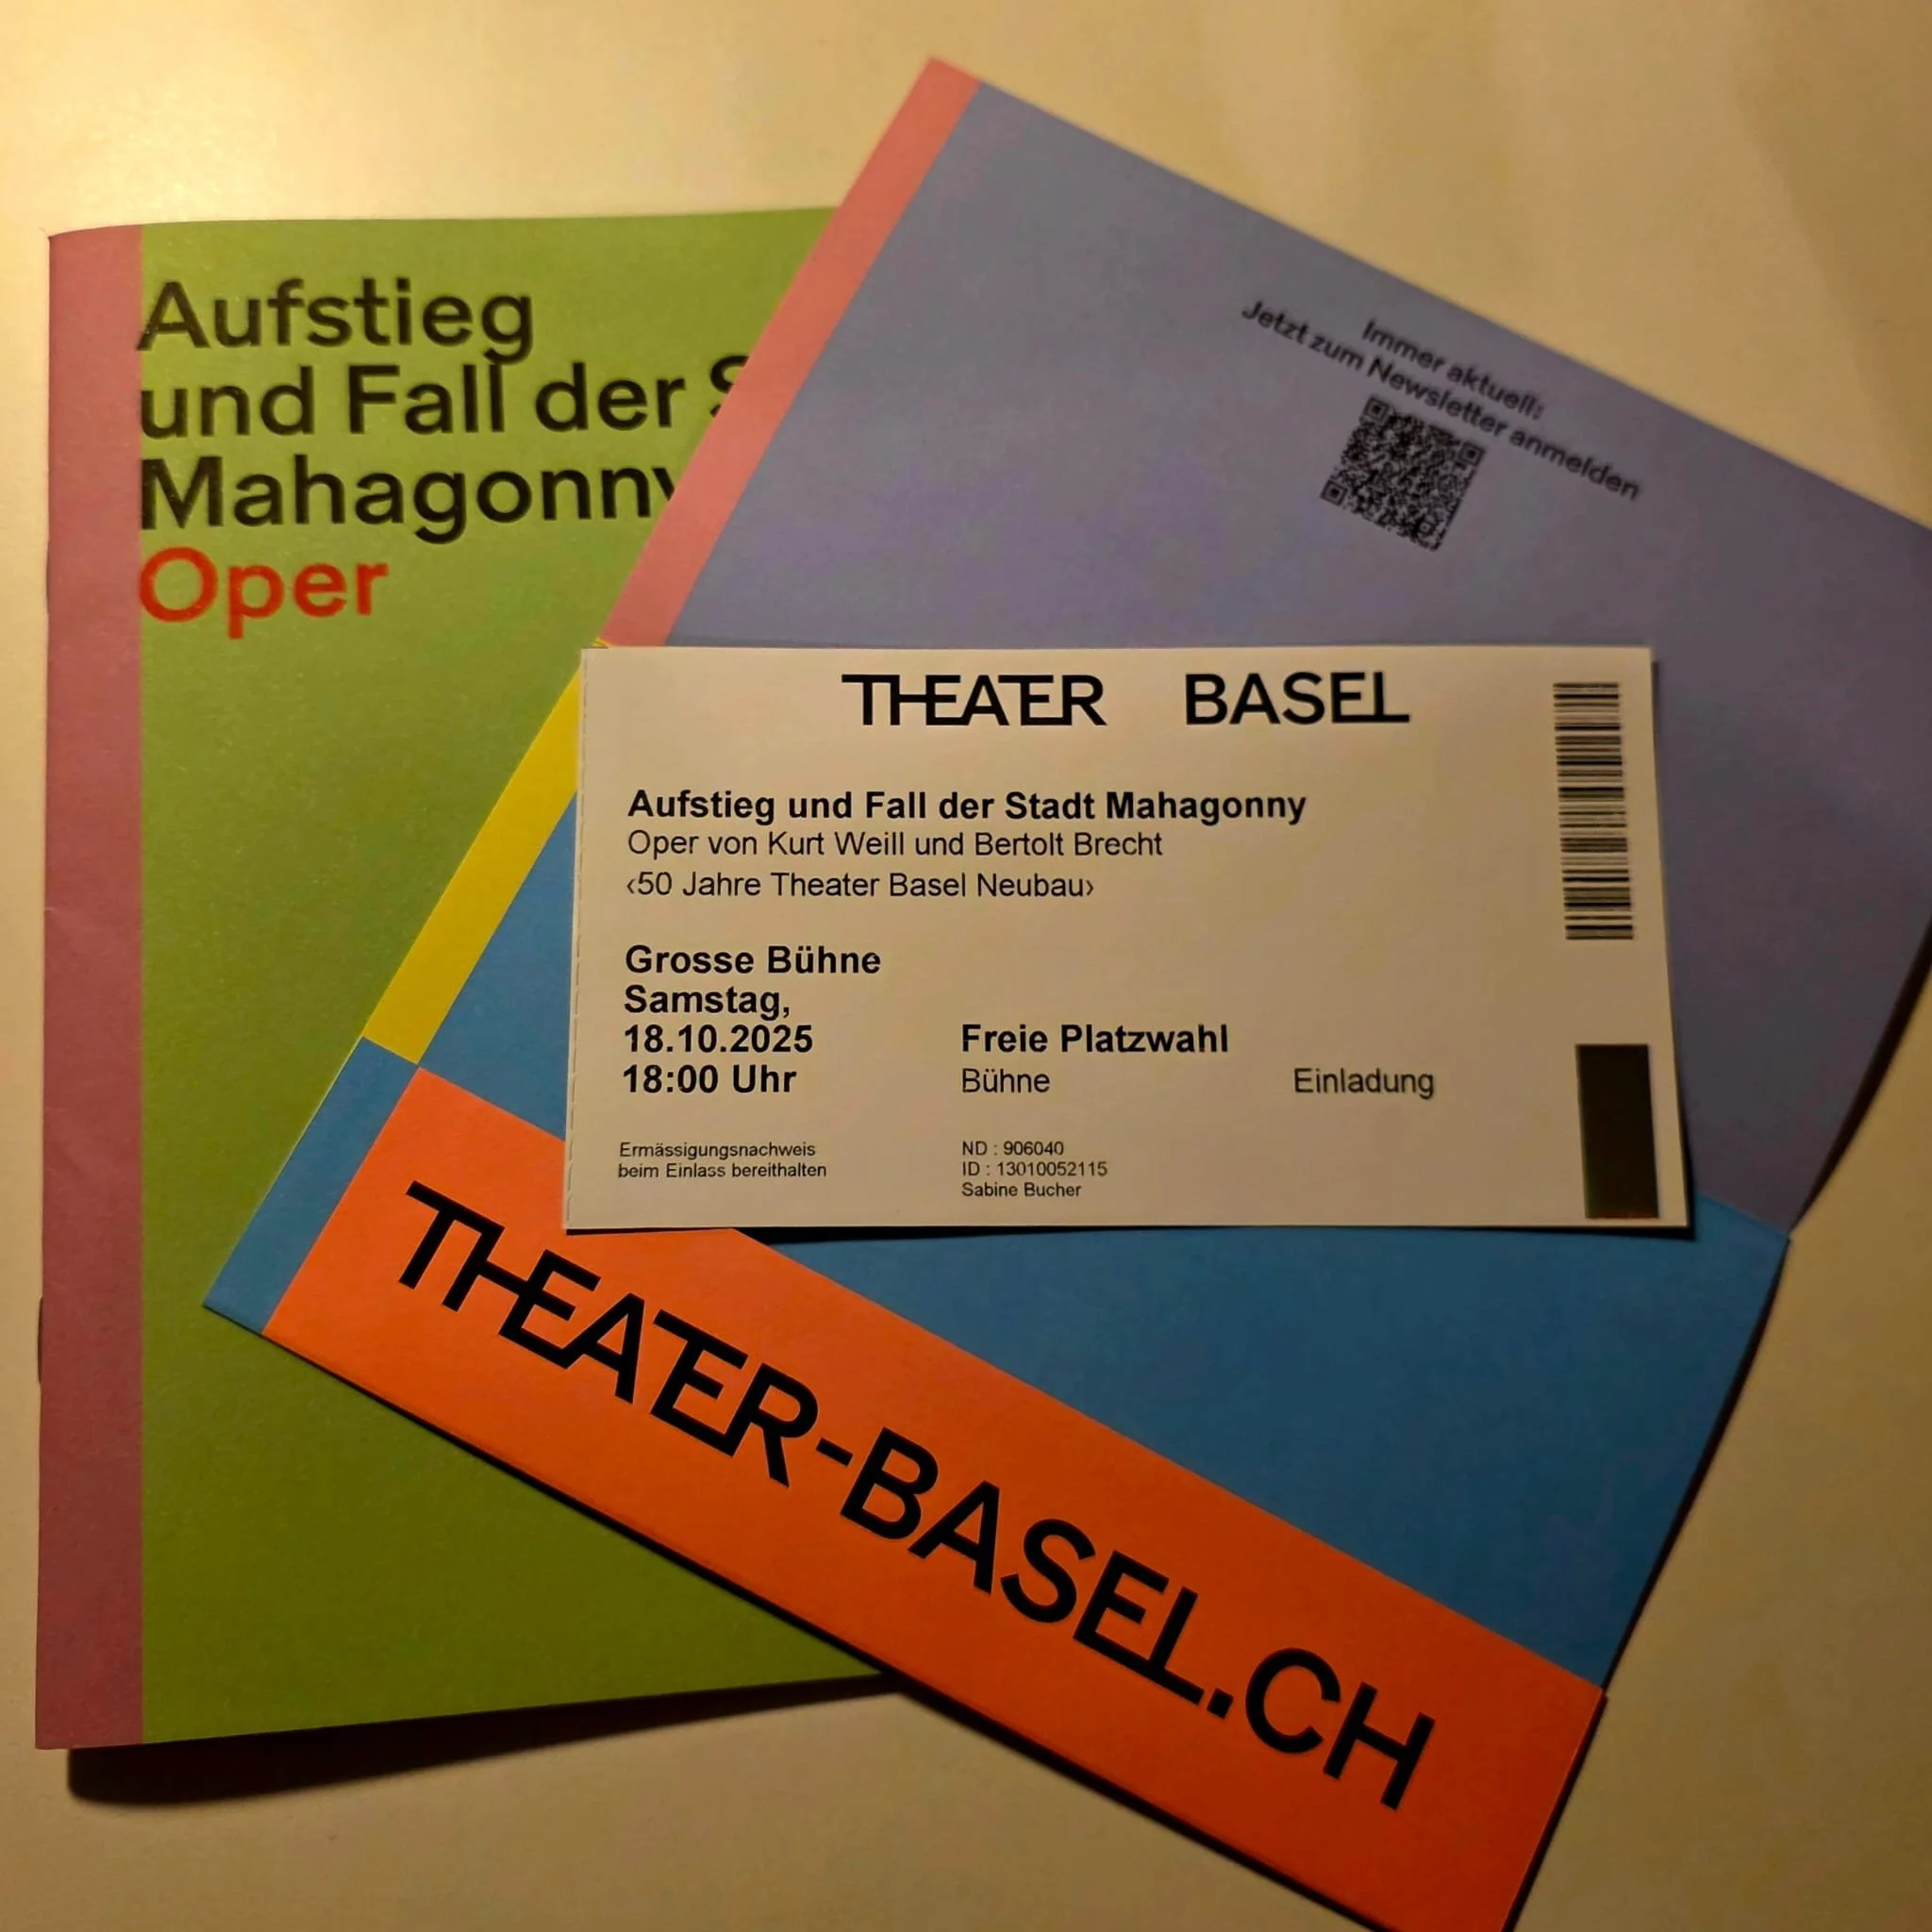 Aufstieg
und Fall der S
Mahagonny
Oper
Immer aktuell:
Jetzt zum Newsletter anmelden
THEATER BASEL
Aufstieg und Fall der Stadt Mahagonny
Oper von Kurt Weill und Bertolt Brecht
‹50 Jahre Theater Basel Neubau›
Grosse Bühne
Samstag,
18.10.2025
18:00 Uhr
Freie Platzwahl
Bühne
Einladung
Ermässigungsnachweis
beim Einlass bereithalten
ND : 906040
ID : 13010052115
Sabine Bucher
THEATER-BASEL.CH